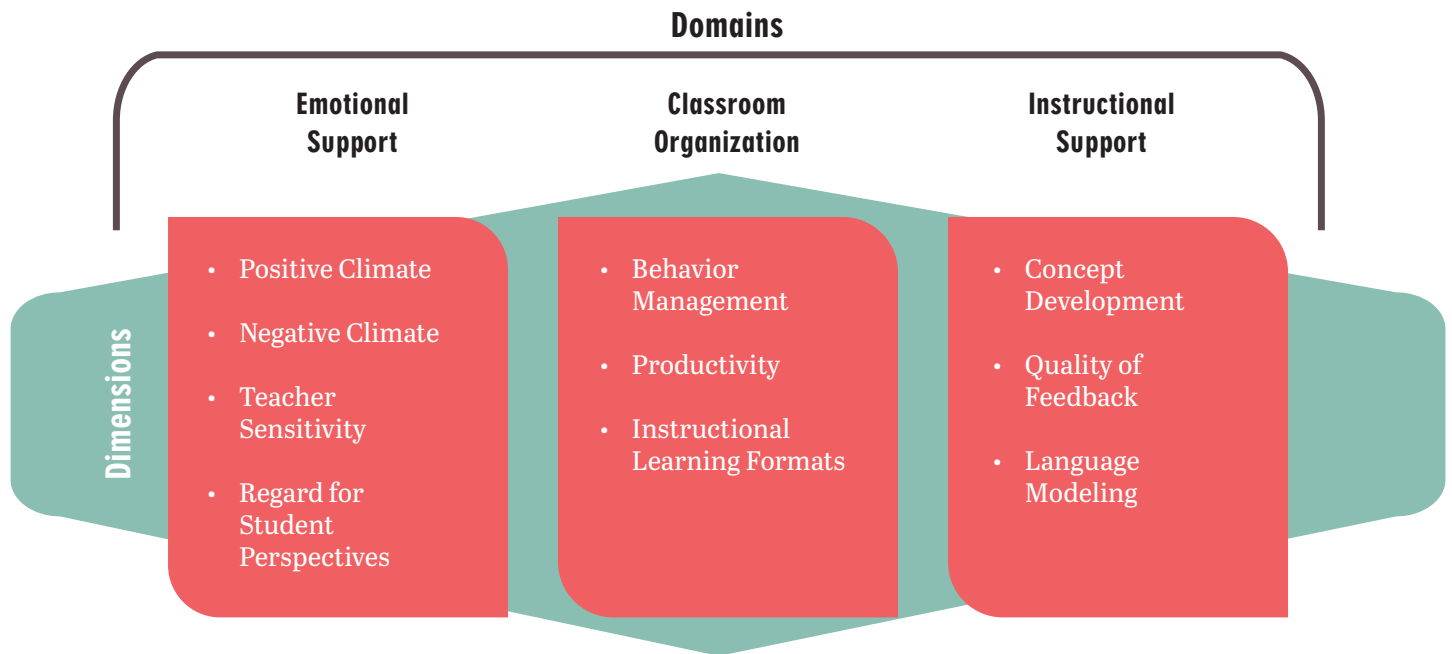 Domains
Emotional
Support
Classroom
Organization
Instructional
Support
Dimensions
• Positive Climate
• Negative Climate
• Teacher
Sensitivity
• Regard for
Student
Perspectives
• Behavior
Management
• Productivity
• Instructional
Learning Formats
• Concept
Development
• Quality of
Feedback
• Language
Modeling